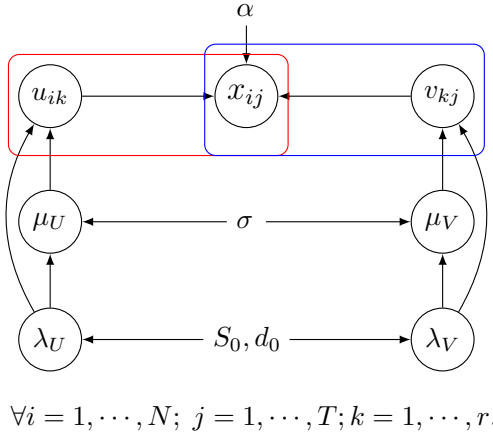 α
u_{ik} x_{ij} v_{kj}
μ_U σ μ_V
λ_U S_0, d_0 λ_V
∀i = 1, ⋯, N; j = 1, ⋯, T; k = 1, ⋯, r.